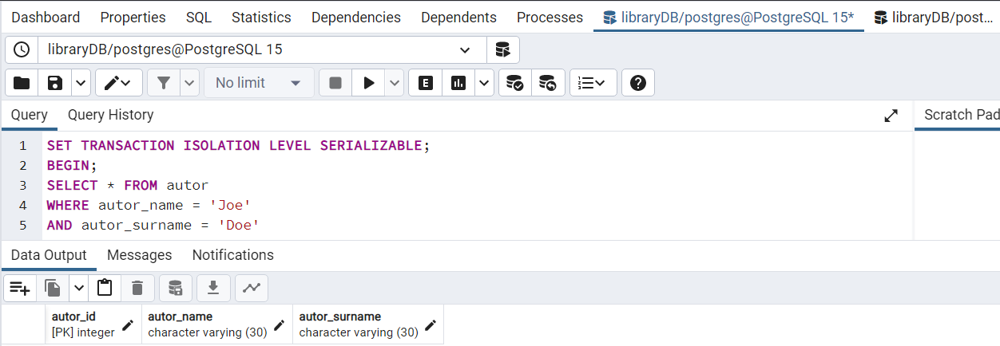 Dashboard Properties SQL Statistics Dependencies Dependents Processes libraryDB/postgres@PostgreSQL 15* libraryDB/post...
libraryDB/postgres@PostgreSQL 15
No limit E
Query Query History Scratch Pad
1 SET TRANSACTION ISOLATION LEVEL SERIALIZABLE;
2 BEGIN;
3 SELECT * FROM autor
4 WHERE autor_name = 'Joe'
5 AND autor_surname = 'Doe'
Data Output Messages Notifications
autor_id autor_name autor_surname
[PK] integer character varying (30) character varying (30)